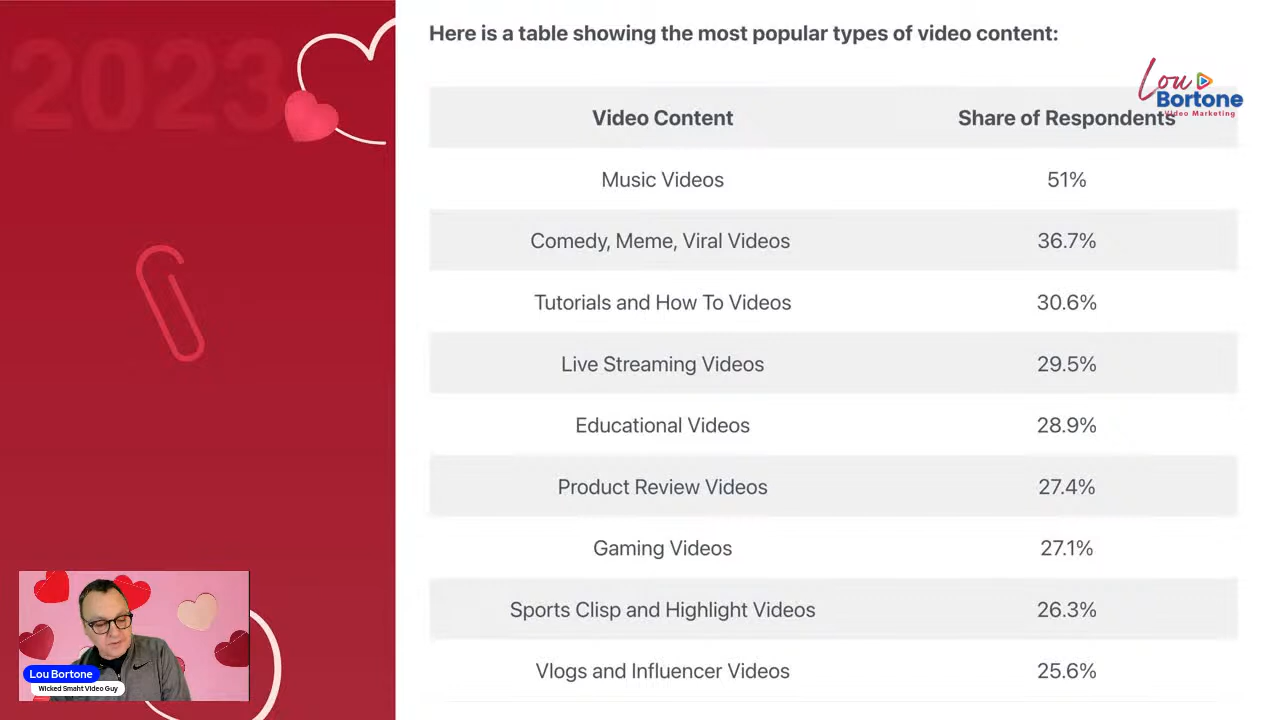 2023
Here is a table showing the most popular types of video content:
Lou
Bortone
Video Marketing
Video Content Share of Respondents
Music Videos 51%
Comedy, Meme, Viral Videos 36.7%
Tutorials and How To Videos 30.6%
Live Streaming Videos 29.5%
Educational Videos 28.9%
Product Review Videos 27.4%
Gaming Videos 27.1%
Sports Clisp and Highlight Videos 26.3%
Vlogs and Influencer Videos 25.6%
Lou Bortone
Wicked Smaht Video Guy